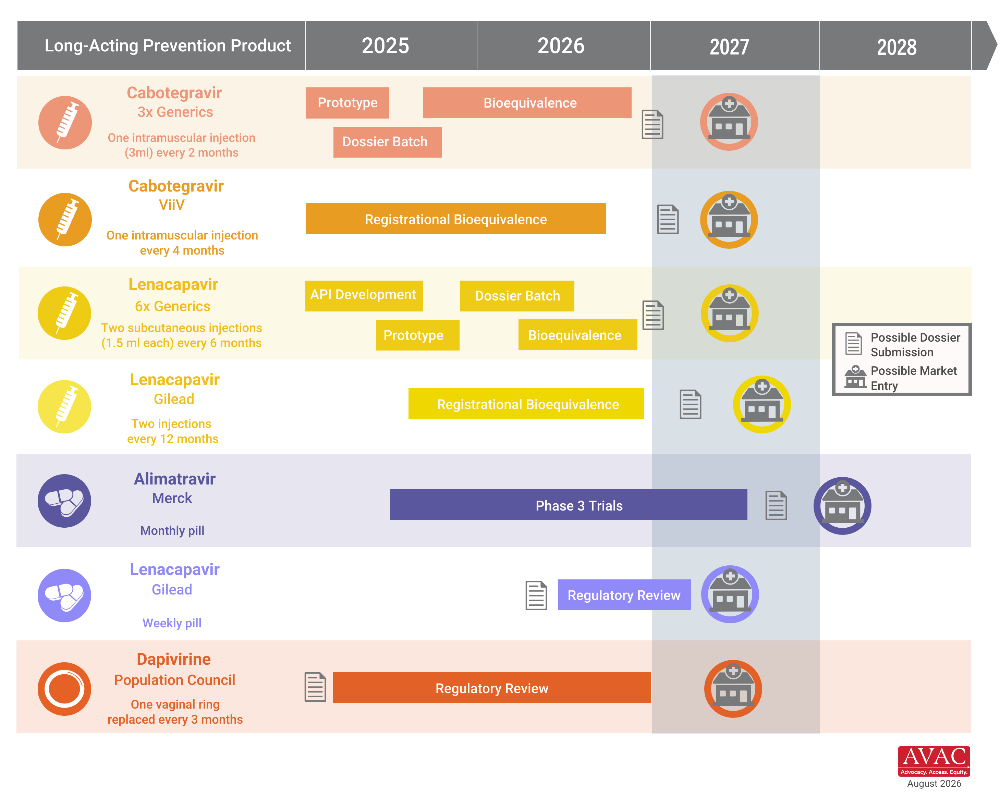 Long-Acting Prevention Product
2025
2026
2027
2028
Cabotegravir
3x Generics
One intramuscular injection
(3ml) every 2 months
Prototype
Bioequivalence
Dossier Batch
Cabotegravir
ViiV
One intramuscular injection
every 4 months
Registrational Bioequivalence
Lenacapavir
6x Generics
Two subcutaneous injections
(1.5 ml each) every 6 months
API Development
Dossier Batch
Prototype
Bioequivalence
Possible Dossier
Submission
Possible Market
Entry
Lenacapavir
Gilead
Two injections
every 12 months
Registrational Bioequivalence
Alimatravir
Merck
Monthly pill
Phase 3 Trials
Lenacapavir
Gilead
Weekly pill
Regulatory Review
Dapivirine
Population Council
One vaginal ring
replaced every 3 months
Regulatory Review
AVAC
Advocacy. Access. Equity.
August 2026